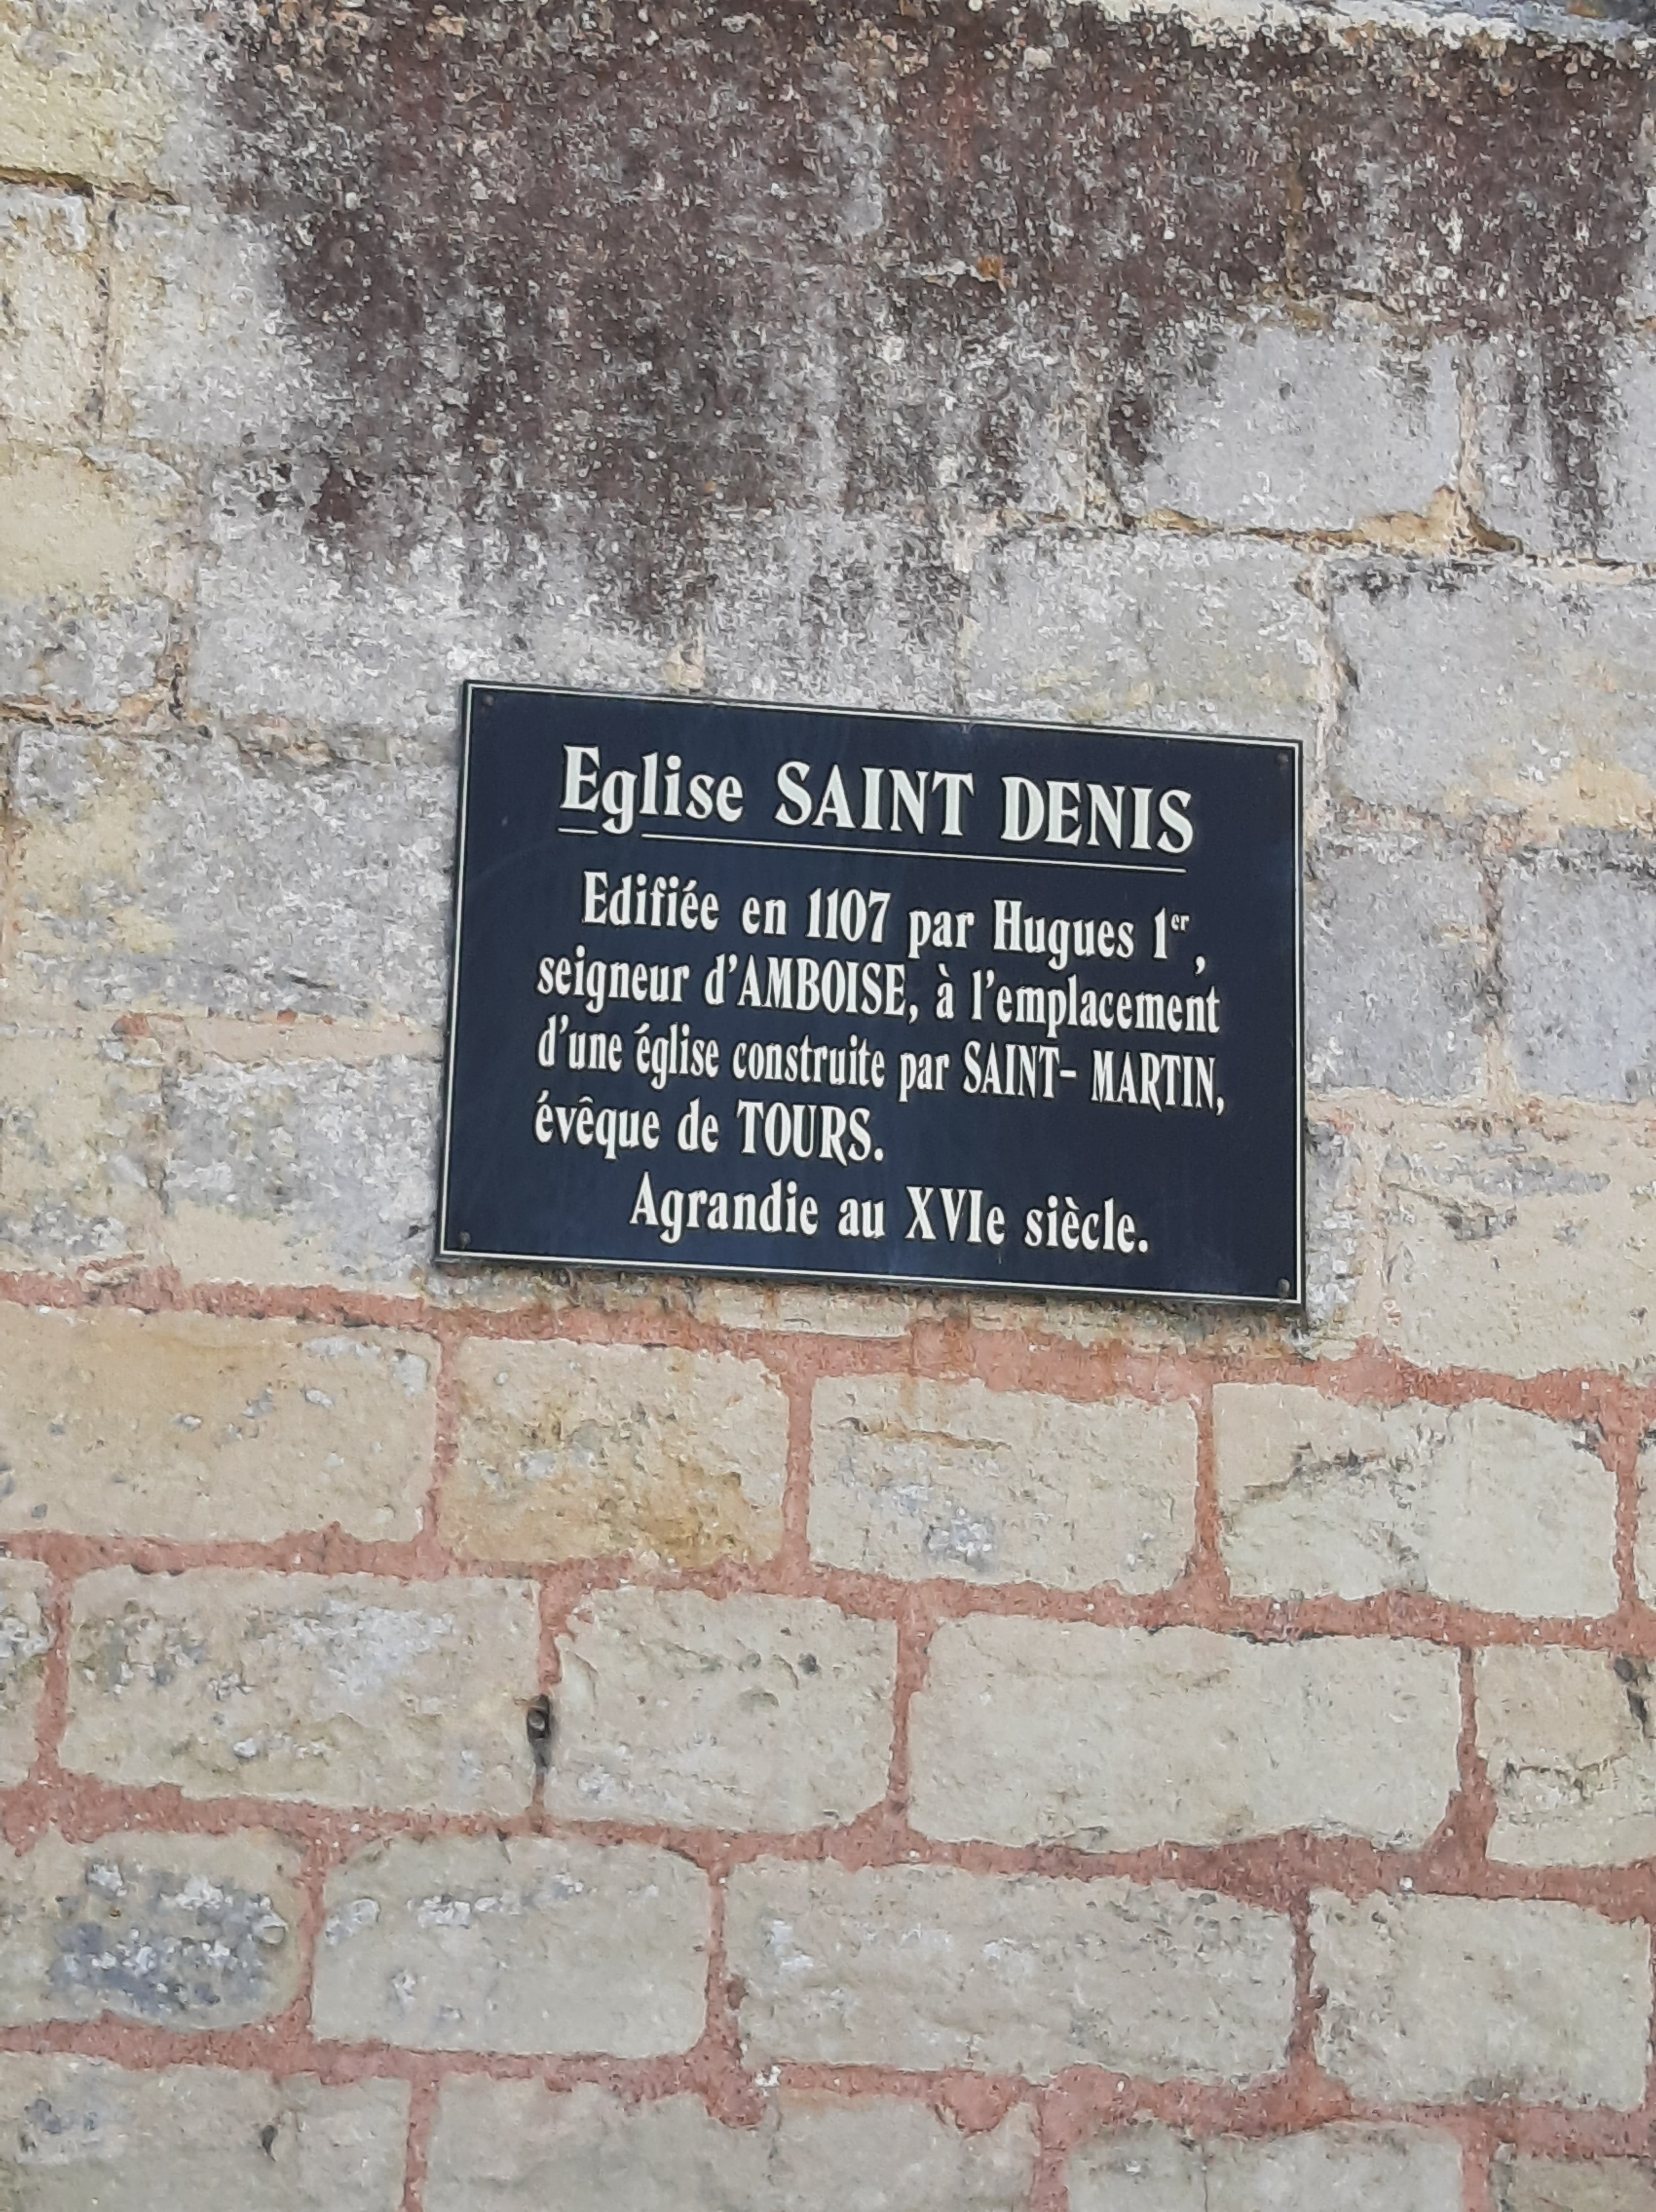 Eglise SAINT DENIS
Edifiée en 1107 par Hugues 1er,
seigneur d'AMBOISE, à l'emplacement
d'une église construite par SAINT- MARTIN,
évêque de TOURS.
Agrandie au XVIe siècle.